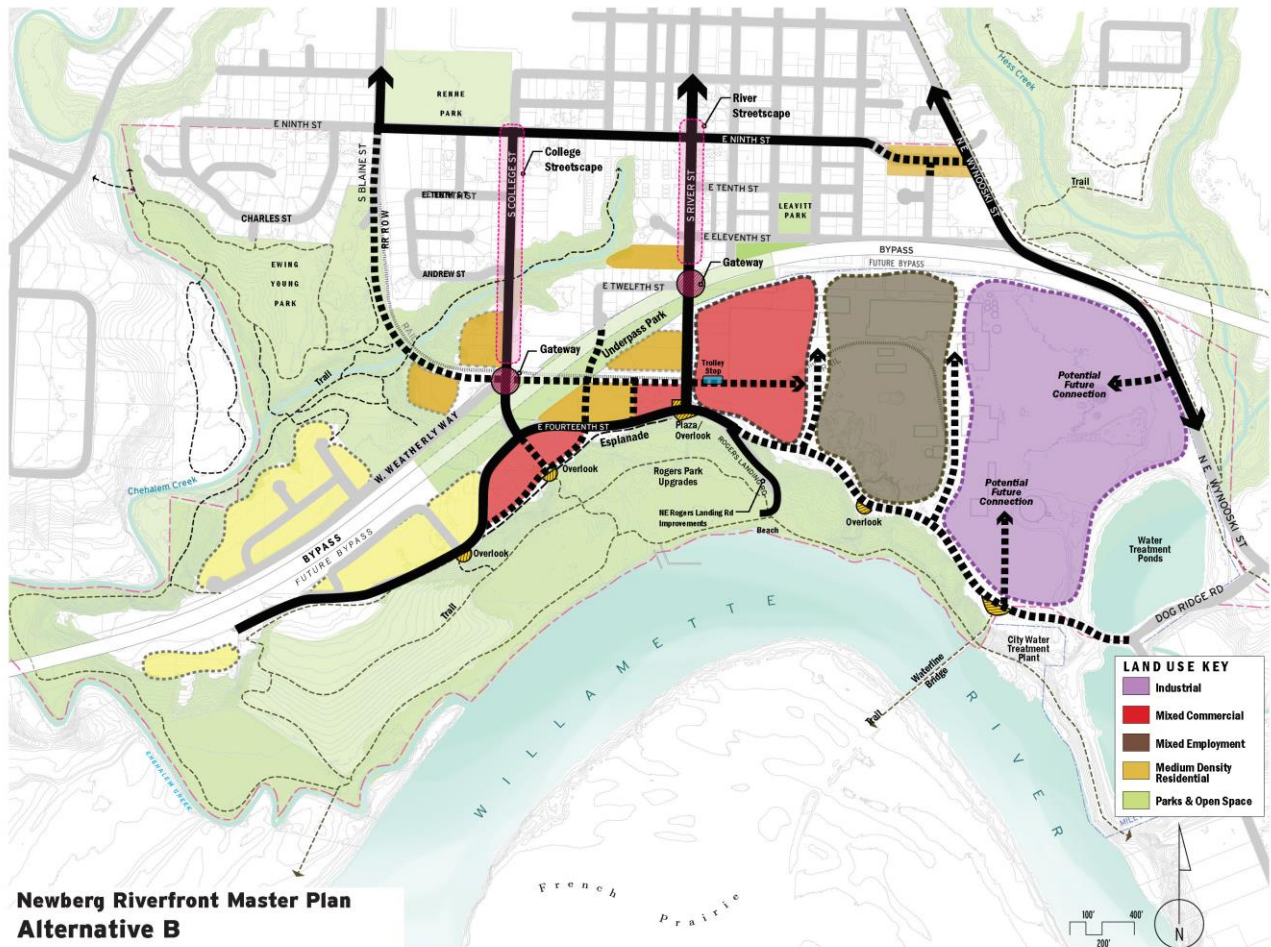 RENNE
PARK
River
Streetscape
Hess Creek
E NINTH ST
S BLAINE ST
College
Streetscape
E NINTH ST
N E WYNOOSKI ST
S COLLEGE ST
S RIVER ST
Trail
E TENTH ST
CHARLES ST
RR ROW
LEAVITT
PARK
E ELEVENTH ST
BYPASS
FUTURE BYPASS
EWING
YOUNG
PARK
ANDREW ST
Gateway
E TWELFTH ST
Underpass Park
Gateway
Trail
Trolley
Stop
Potential
Future
Connection
E FOURTEENTH ST
Esplanade
Plaza/
Overlook
W. WEATHERLY WAY
ROGERS LANDING RD
Overlook
Rogers Park
Upgrades
Chehalem Creek
Potential
Future
Connection
N E WYNOOSKI ST
NE Rogers Landing Rd
Improvements
Overlook
Beach
BYPASS
FUTURE BYPASS
Overlook
Water
Treatment
Ponds
Trail
DOG RIDGE RD
WILLAMETTE RIVER
City Water
Treatment
Plant
Waterline
Bridge
Trail
LAND USE KEY
Industrial
Mixed Commercial
Mixed Employment
Medium Density
Residential
Parks & Open Space
French
Prairie
Newberg Riverfront Master Plan
Alternative B
100' 400'
200'
N